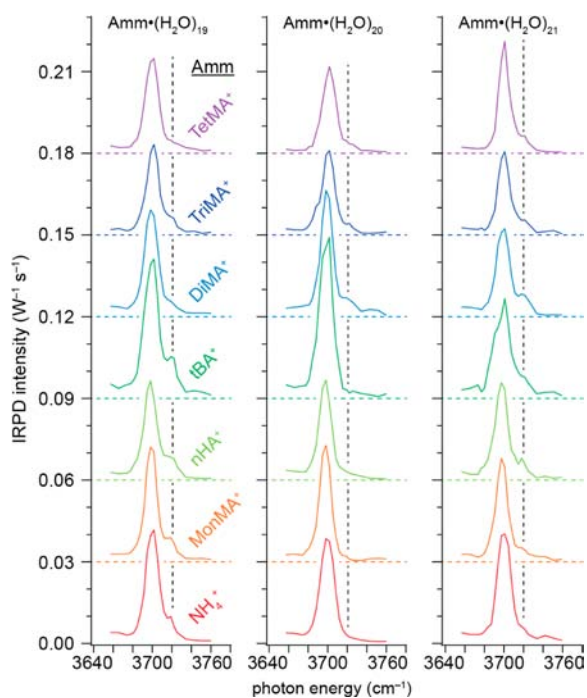 Amm•(H₂O)₁₉ Amm•(H₂O)₂₀ Amm•(H₂O)₂₁
Amm
IRPD intensity (W⁻¹ s⁻¹)
0.21
0.18
0.15
0.12
0.09
0.06
0.03
0.00
TetMA⁺
TriMA⁺
DiMA⁺
tBA⁺
nHA⁺
MonMA⁺
NH₄⁺
3640 3700 3760 3640 3700 3760 3640 3700 3760
photon energy (cm⁻¹)